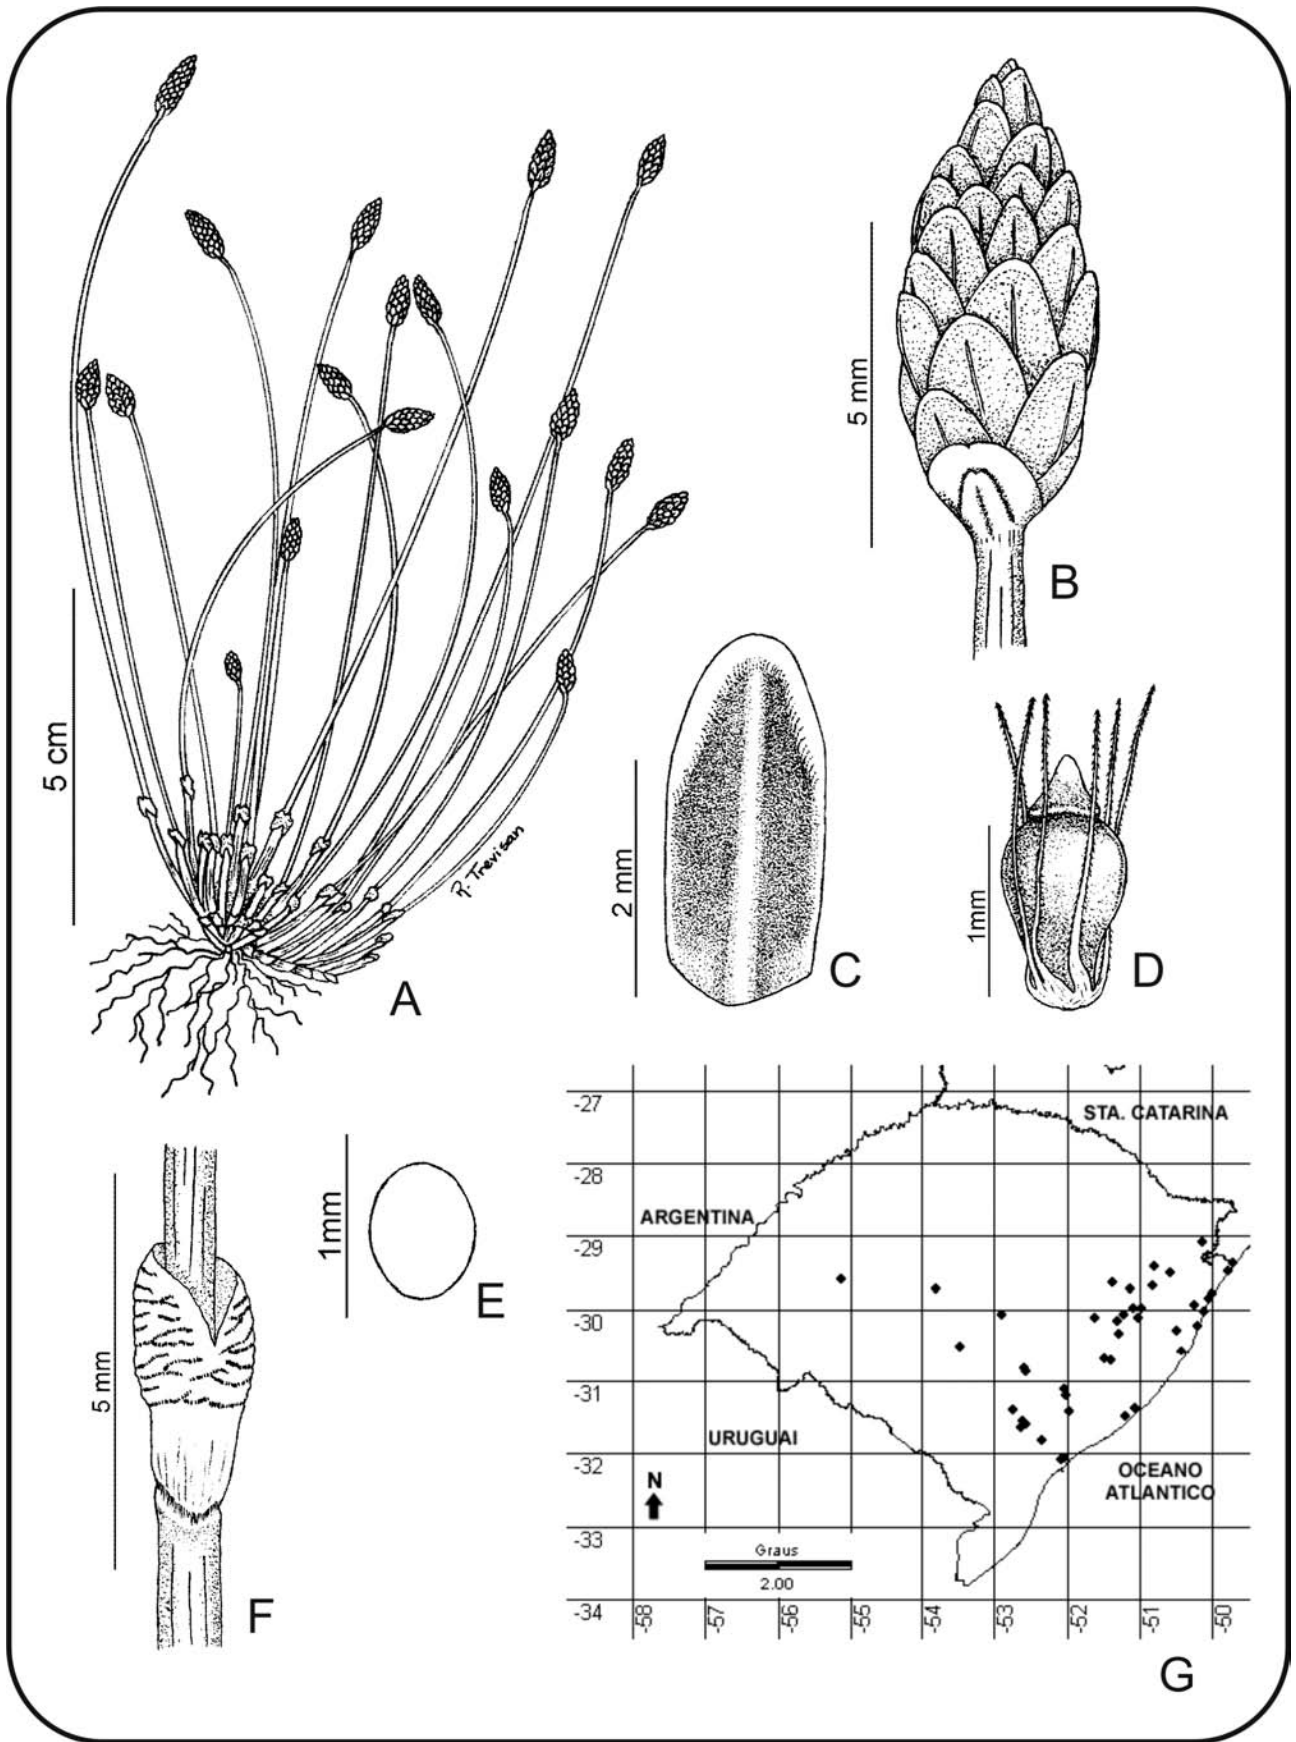 5 cm
R. Trevisan
A
5 mm
B
2 mm
C
1mm
D
5 mm
F
1mm
E
-27
-28
-29
-30
-31
-32
-33
-34
STA. CATARINA
ARGENTINA
URUGUAI
OCEANO
ATLANTICO
N
Graus
2.00
-58
-57
-56
-55
-54
-53
-52
-51
-50
G